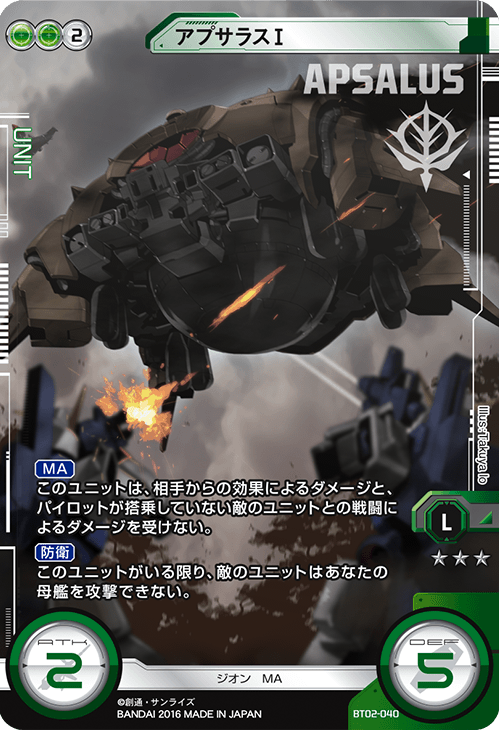 2
アプサラスⅠ
APSALUS
UNIT
Illus:Takuya Io
MA
このユニットは、相手からの効果によるダメージと、
パイロットが搭乗していない敵のユニットとの戦闘に
よるダメージを受けない。
防衛
このユニットがいる限り、敵のユニットはあなたの
母艦を攻撃できない。
L
ATK
2
DEF
5
ジオン MA
©創通・サンライズ
BANDAI 2016 MADE IN JAPAN
BT02-040